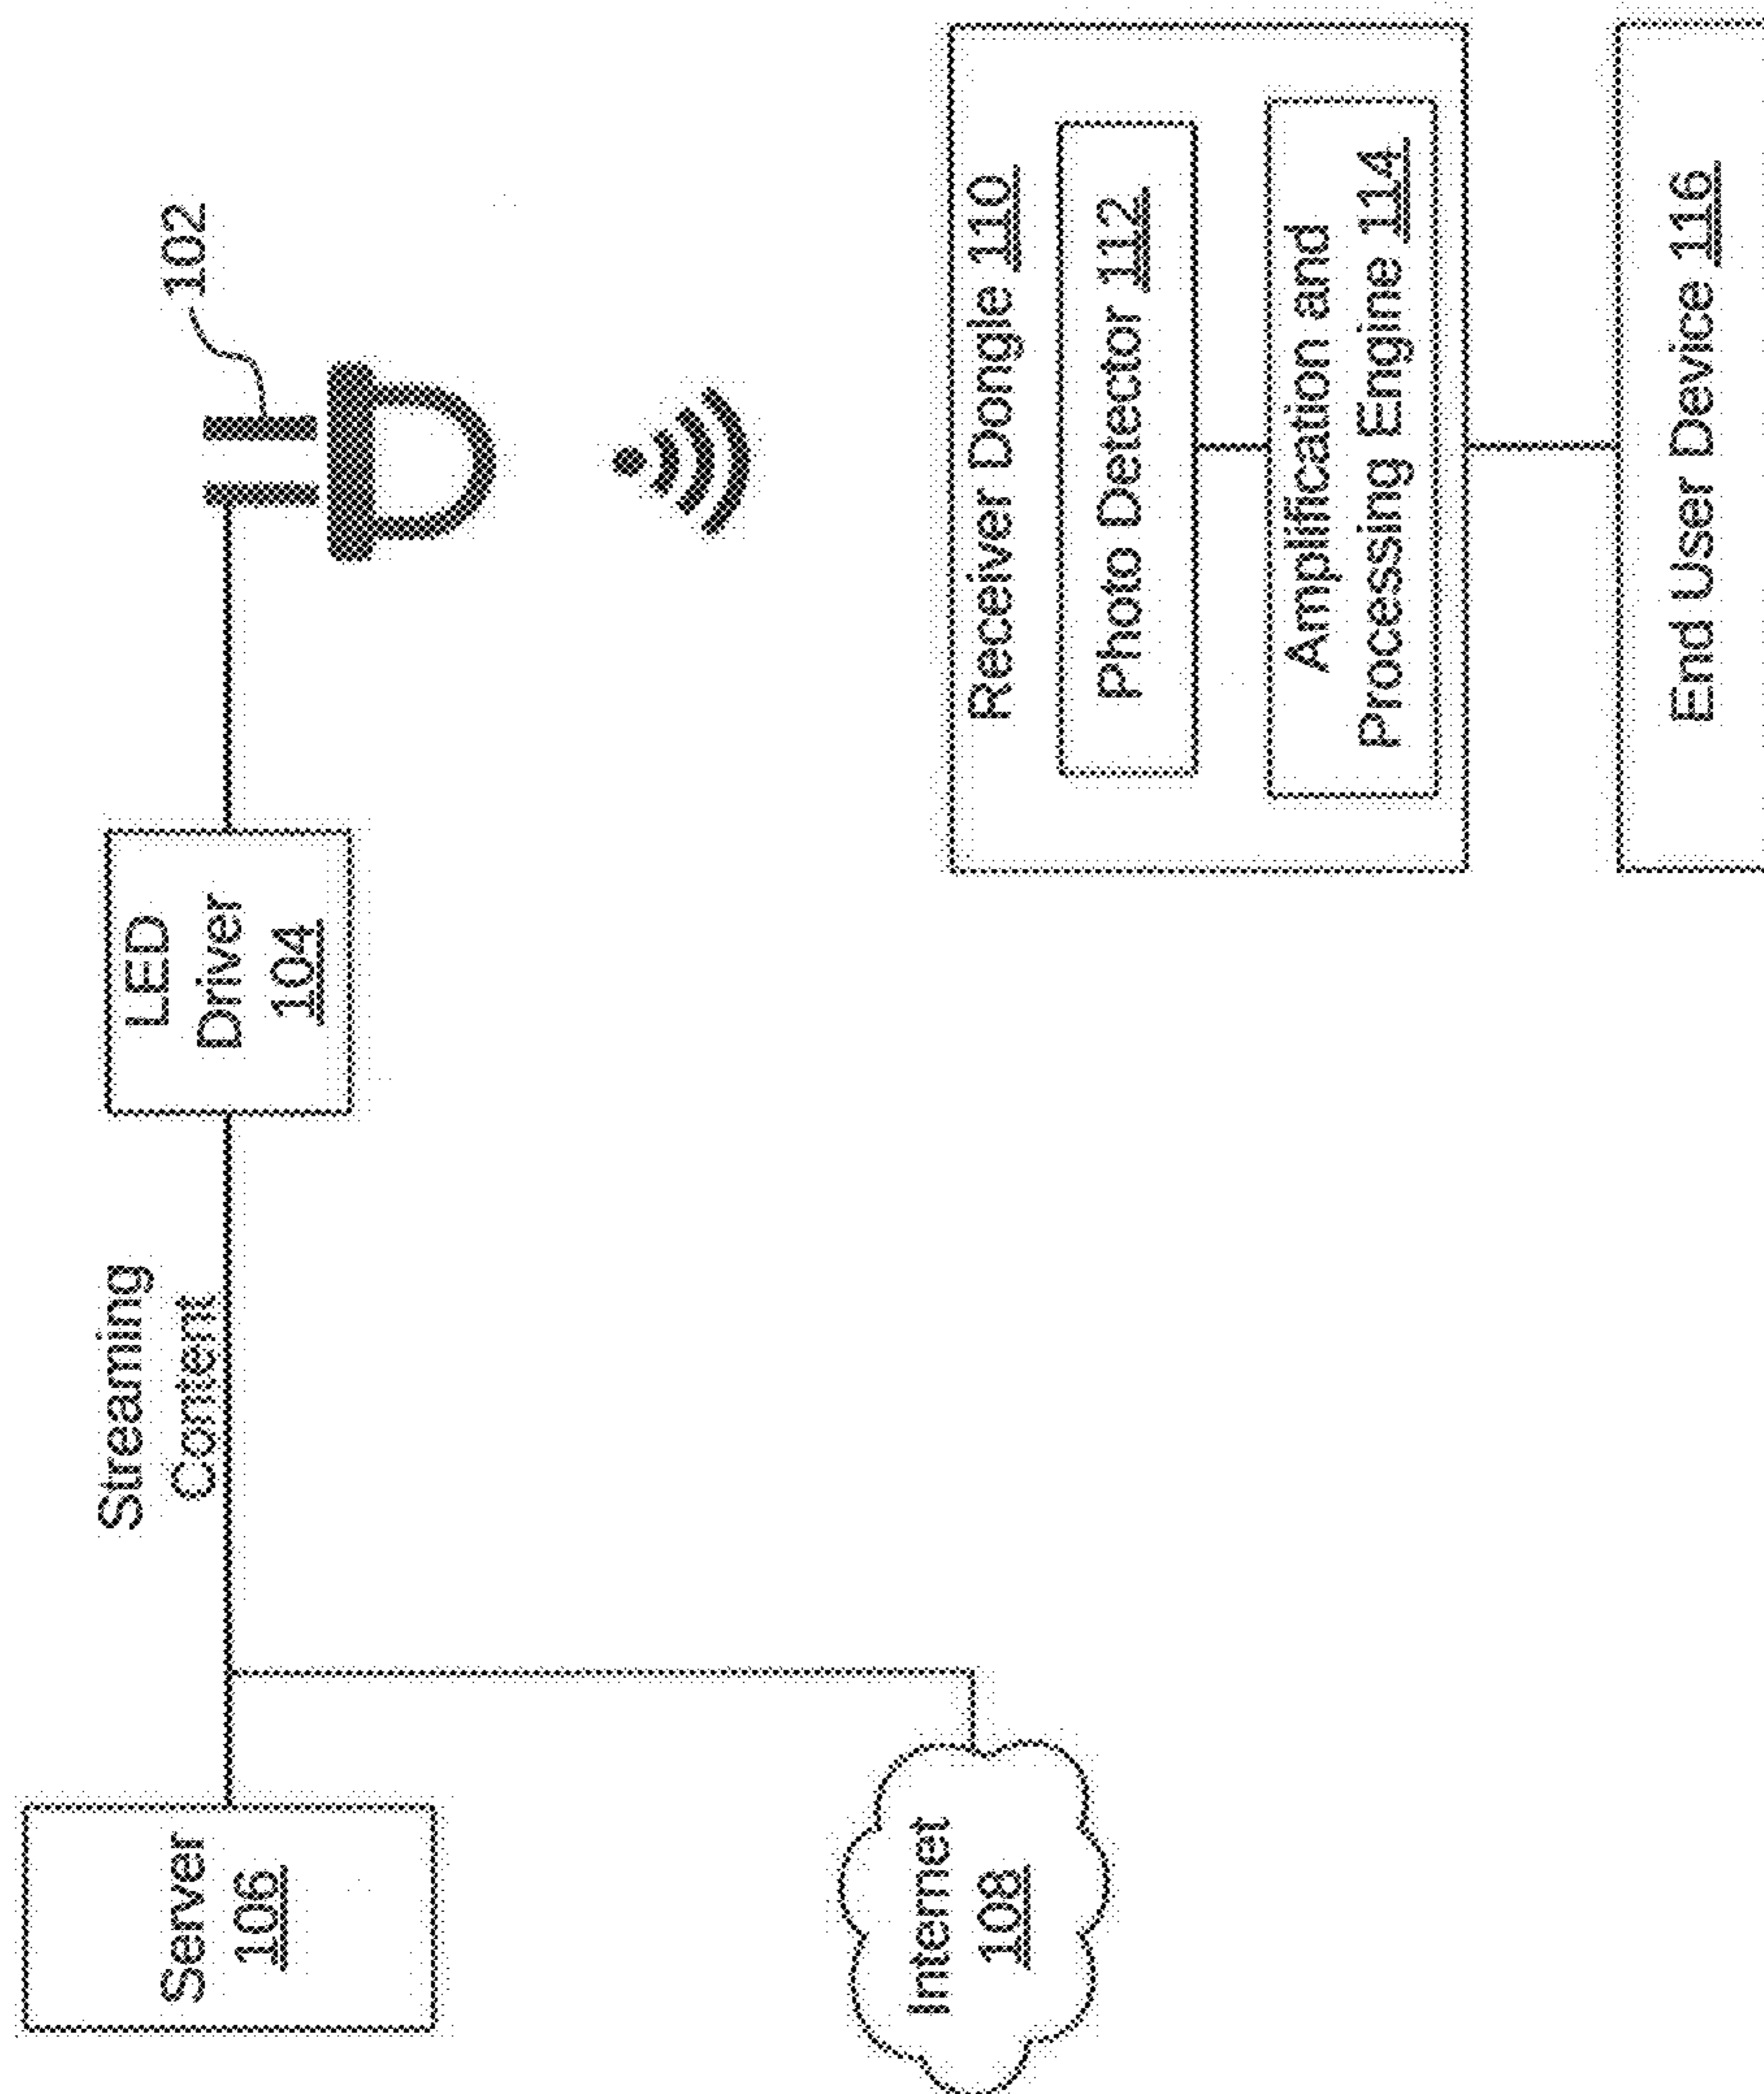 Server
106
Streaming
Content
LED
Driver
104
102
Internet
108
Receiver Dongle 110
Photo Detector 112
Amplification and
Processing Engine 114
End User Device 116